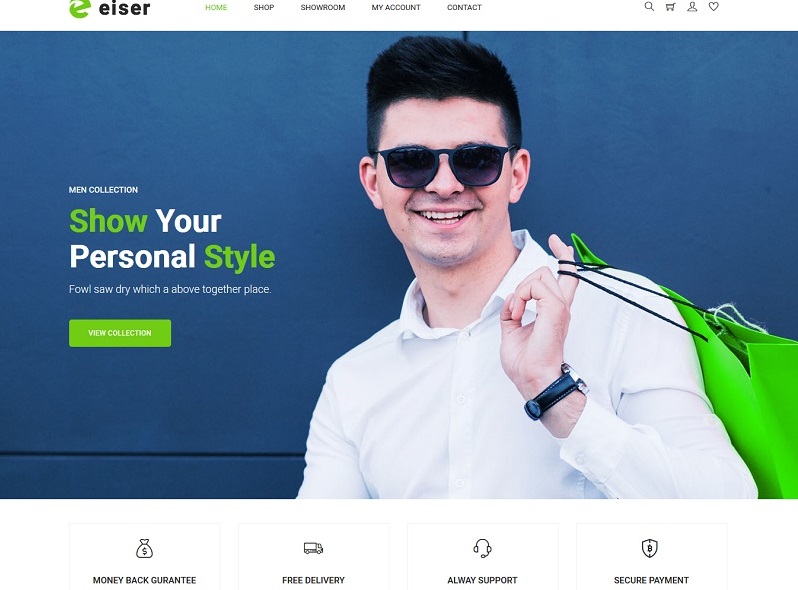 eiser
HOME SHOP SHOWROOM MY ACCOUNT CONTACT
MEN COLLECTION
Show Your
Personal Style
Fowl saw dry which a above together place.
VIEW COLLECTION
MONEY BACK GURANTEE
FREE DELIVERY
ALWAY SUPPORT
SECURE PAYMENT